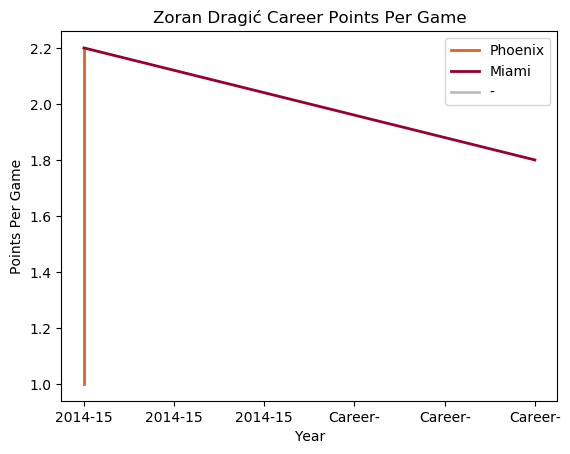 Zoran Dragić Career Points Per Game
Phoenix
Miami
-
Points Per Game
2.2
2.0
1.8
1.6
1.4
1.2
1.0
2014-15 2014-15 2014-15 Career- Career- Career-
Year